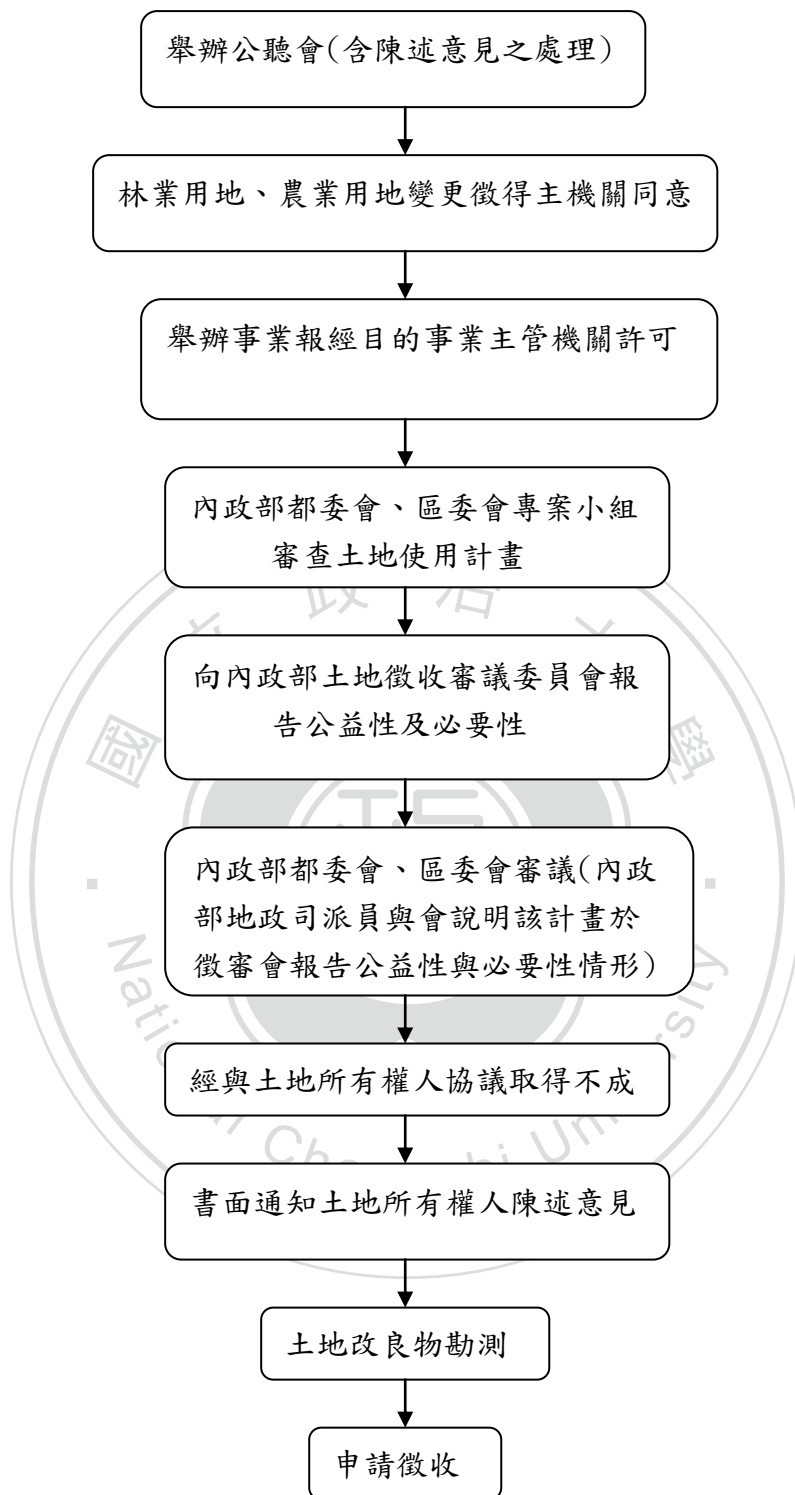 舉辦公聽會(含陳述意見之處理)
林業用地、農業用地變更徵得主機關同意
舉辦事業報經目的事業主管機關許可
內政部都委會、區委會專案小組
審查土地使用計畫
向內政部土地徵收審議委員會報
告公益性及必要性
內政部都委會、區委會審議(內政
部地政司派員與會說明該計畫於
徵審會報告公益性與必要性情形)
經與土地所有權人協議取得不成
書面通知土地所有權人陳述意見
土地改良物勘測
申請徵收